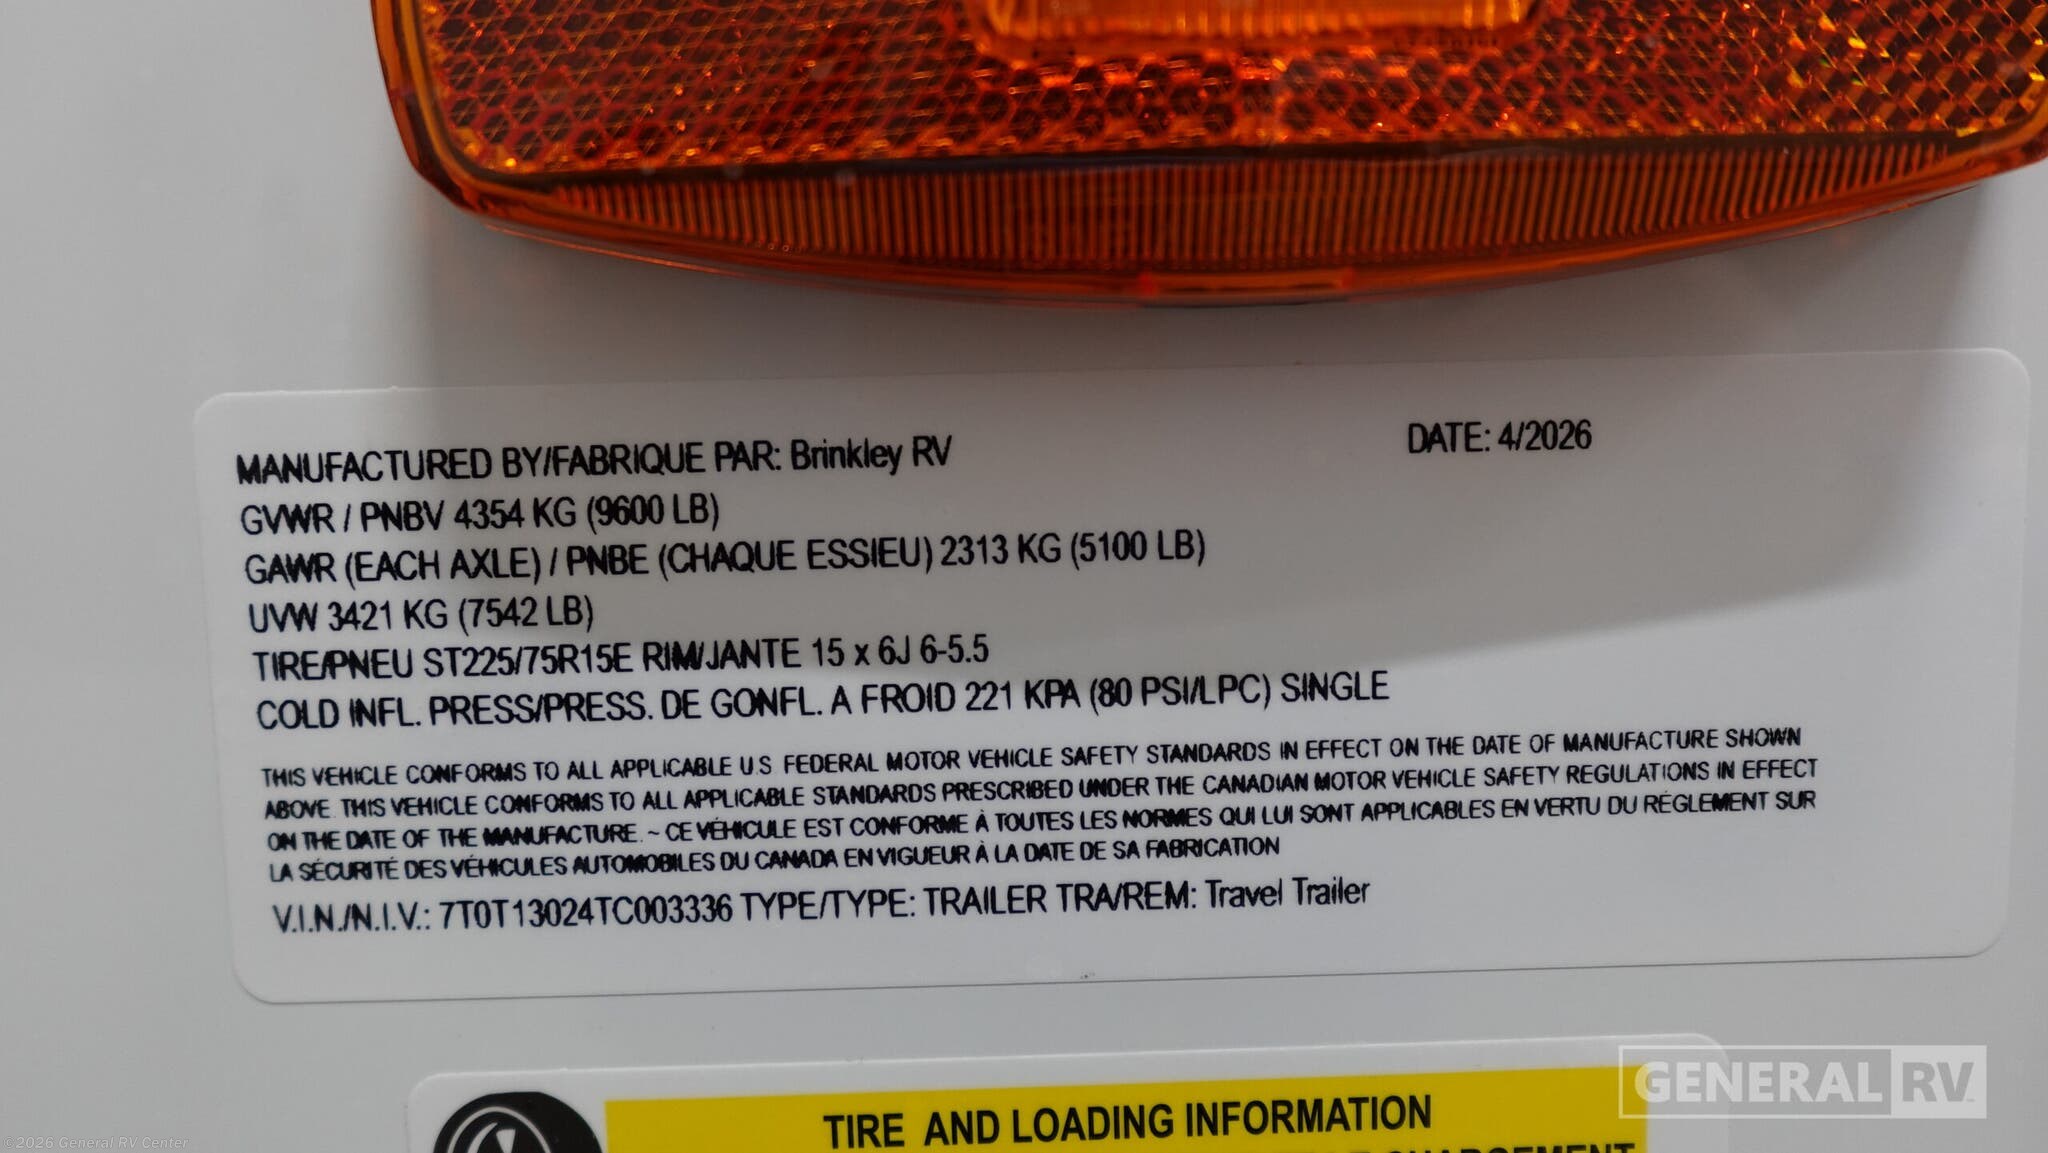 MANUFACTURED BY/FABRIQUE PAR: Brinkley RV DATE: 4/2026
GVWR / PNBV 4354 KG (9600 LB)
GAWR (EACH AXLE) / PNBE (CHAQUE ESSIEU) 2313 KG (5100 LB)
UVW 3421 KG (7542 LB)
TIRE/PNEU ST225/75R15E RIM/JANTE 15 x 6J 6-5.5
COLD INFL. PRESS/PRESS. DE GONFL. A FROID 221 KPA (80 PSI/LPC) SINGLE
THIS VEHICLE CONFORMS TO ALL APPLICABLE U.S. FEDERAL MOTOR VEHICLE SAFETY STANDARDS IN EFFECT ON THE DATE OF MANUFACTURE SHOWN
ABOVE. THIS VEHICLE CONFORMS TO ALL APPLICABLE STANDARDS PRESCRIBED UNDER THE CANADIAN MOTOR VEHICLE SAFETY REGULATIONS IN EFFECT
ON THE DATE OF THE MANUFACTURE. ~ CE VÉHICULE EST CONFORME À TOUTES LES NORMES QUI LUI SONT APPLICABLES EN VERTU DU RÉGLEMENT SUR
LA SÉCURITÉ DES VÉHICULES AUTOMOBILES DU CANADA EN VIGUEUR À LA DATE DE SA FABRICATION
V.I.N./N.I.V.: 7T0T13024TC003336 TYPE/TYPE: TRAILER TRA/REM: Travel Trailer
TIRE AND LOADING INFORMATION
GENERAL RV
©2026 General RV Center